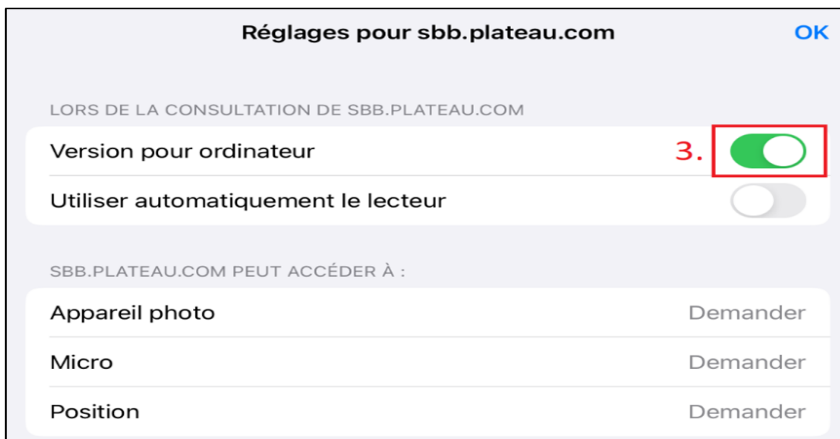 Réglages pour sbb.plateau.com OK
LORS DE LA CONSULTATION DE SBB.PLATEAU.COM
Version pour ordinateur 3.
Utiliser automatiquement le lecteur
SBB.PLATEAU.COM PEUT ACCÉDER À :
Appareil photo Demander
Micro Demander
Position Demander